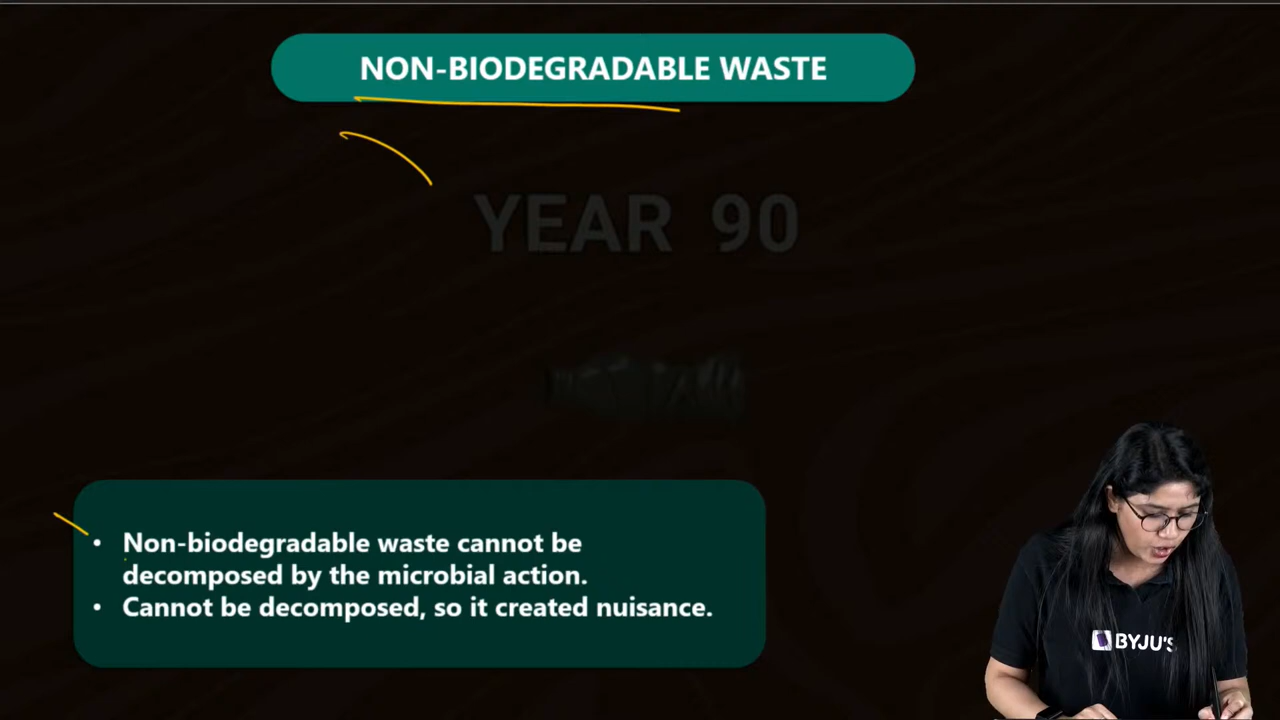 NON-BIODEGRADABLE WASTE
YEAR 90
• Non-biodegradable waste cannot be
decomposed by the microbial action.
• Cannot be decomposed, so it created nuisance.
BYJU'S